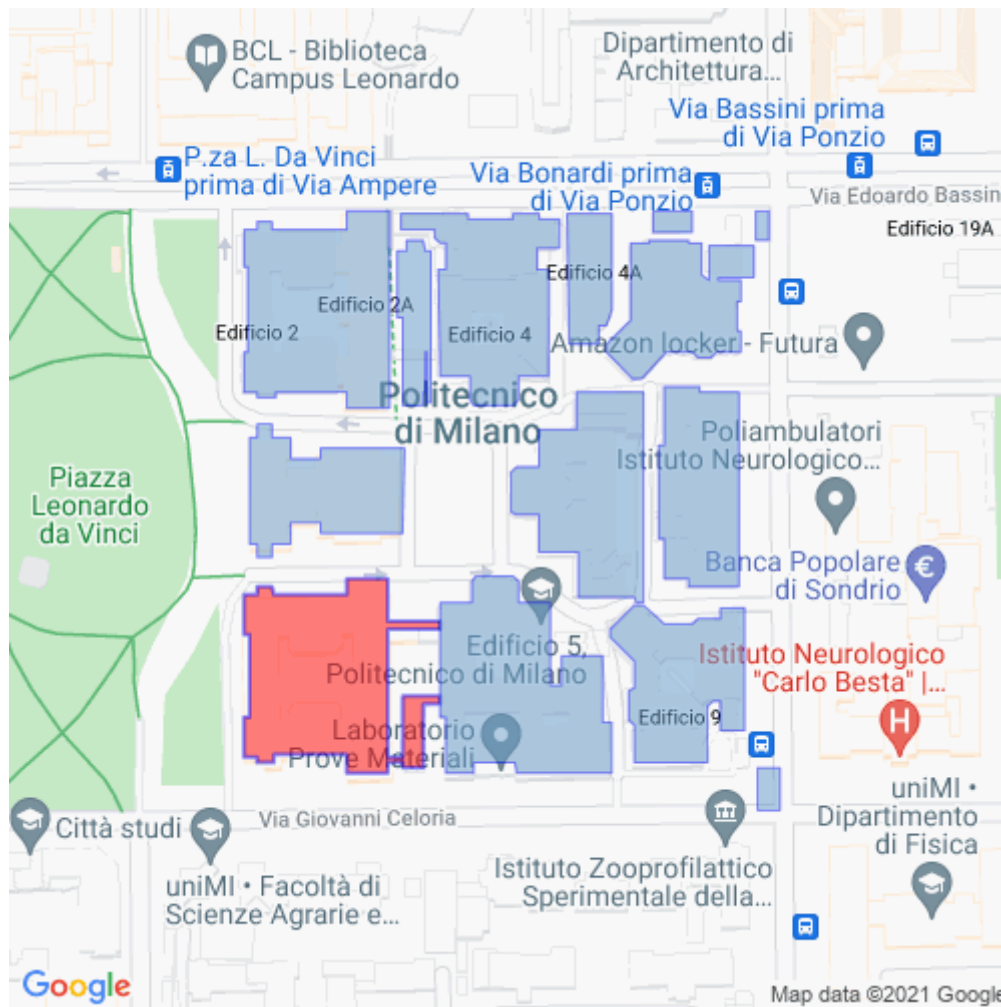 BCL - Biblioteca
Campus Leonardo
Dipartimento di
Architettura...
Via Bassini prima
di Via Ponzio
P.za L. Da Vinci
prima di Via Ampere
Via Bonardi prima
di Via Ponzio
Via Edoardo Bassin
Edificio 19A
Edificio 4A
Edificio 2A
Edificio 2
Edificio 4
Amazon locker - Futura
Politecnico
di Milano
Poliambulatori
Istituto Neurologico...
Piazza
Leonardo
da Vinci
Banca Popolare
di Sondrio
Edificio 5,
Politecnico di Milano
Istituto Neurologico
"Carlo Besta" |...
H
Edificio 9
Laboratorio
Prove Materiali
uniMI •
Dipartimento
di Fisica
Città studi
Via Giovanni Celoria
uniMI • Facoltà di
Scienze Agrarie e...
Istituto Zooprofilattico
Sperimentale della...
Google
Map data ©2021 Google